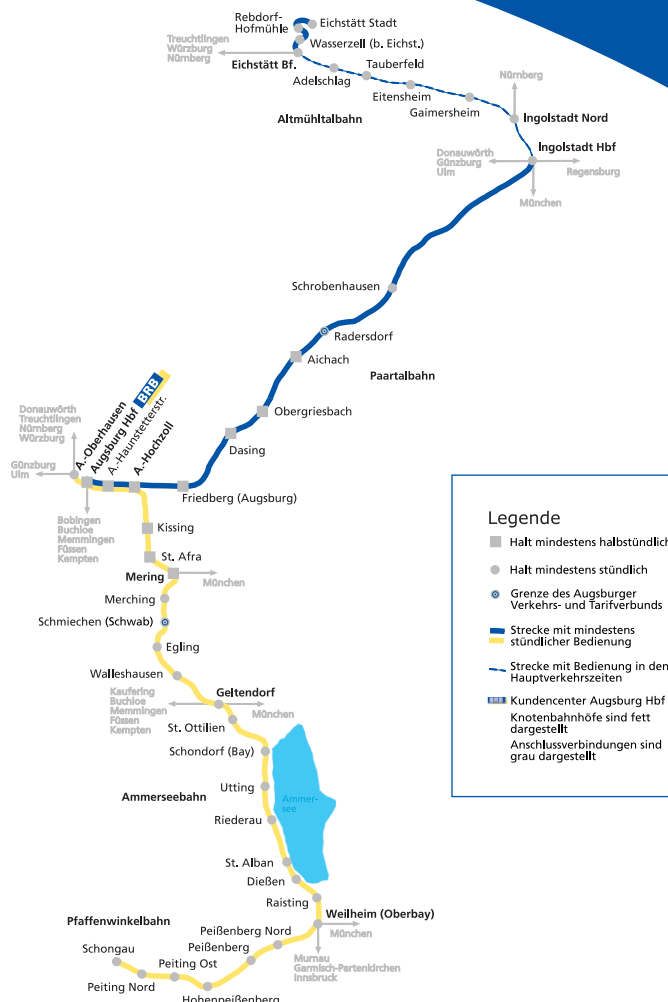 Rebdorf-
Hofmühle
Eichstätt Stadt
Wasserzell (b. Eichst.)
Treuchtlingen
Würzburg
Nürnberg
Eichstätt Bf.
Tauberfeld
Adelschlag
Eitensheim
Gaimersheim
Nürnberg
Ingolstadt Nord
Altmühltalbahn
Ingolstadt Hbf
Donauwörth
Günzburg
Ulm
Regensburg
München
Schrobenhausen
Radersdorf
Aichach
Paartalbahn
Obergriesbach
Dasing
Friedberg (Augsburg)
A.-Oberhausen
Augsburg Hbf BRB
A.-Haunstetterstr.
A.-Hochzoll
Donauwörth
Treuchtlingen
Nürnberg
Würzburg
Günzburg
Ulm
Bobingen
Buchloe
Memmingen
Füssen
Kempten
Kissing
St. Afra
Mering
München
Merching
Schmiechen (Schwab)
Egling
Walleshausen
Kaufering
Buchloe
Memmingen
Füssen
Kempten
Geltendorf
München
St. Ottilien
Schondorf (Bay)
Utting
Ammer-
see
Ammerseebahn
Riederau
St. Alban
Dießen
Raisting
Weilheim (Oberbay)
München
Murnau
Garmisch-Partenkirchen
Innsbruck
Pfaffenwinkelbahn
Peißenberg Nord
Peißenberg
Schongau
Peiting Ost
Peiting Nord
Hohenpeißenberg
Legende
Halt mindestens halbstündlich
Halt mindestens stündlich
Grenze des Augsburger
Verkehrs- und Tarifverbunds
Strecke mit mindestens
stündlicher Bedienung
Strecke mit Bedienung in den
Hauptverkehrszeiten
Kundencenter Augsburg Hbf
Knotenbahnhöfe sind fett
dargestellt
Anschlussverbindungen sind
grau dargestellt